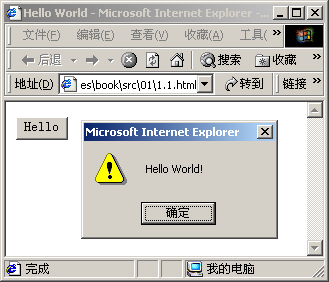 Hello World - Microsoft Internet Explorer -...
文件(F) 编辑(E) 查看(V) 收藏(A) 工具(
后退 搜索 收藏
地址(D) es\book\src\01\1.1.html 转到 链接
Hello
Microsoft Internet Explorer
Hello World!
确定
完成 我的电脑